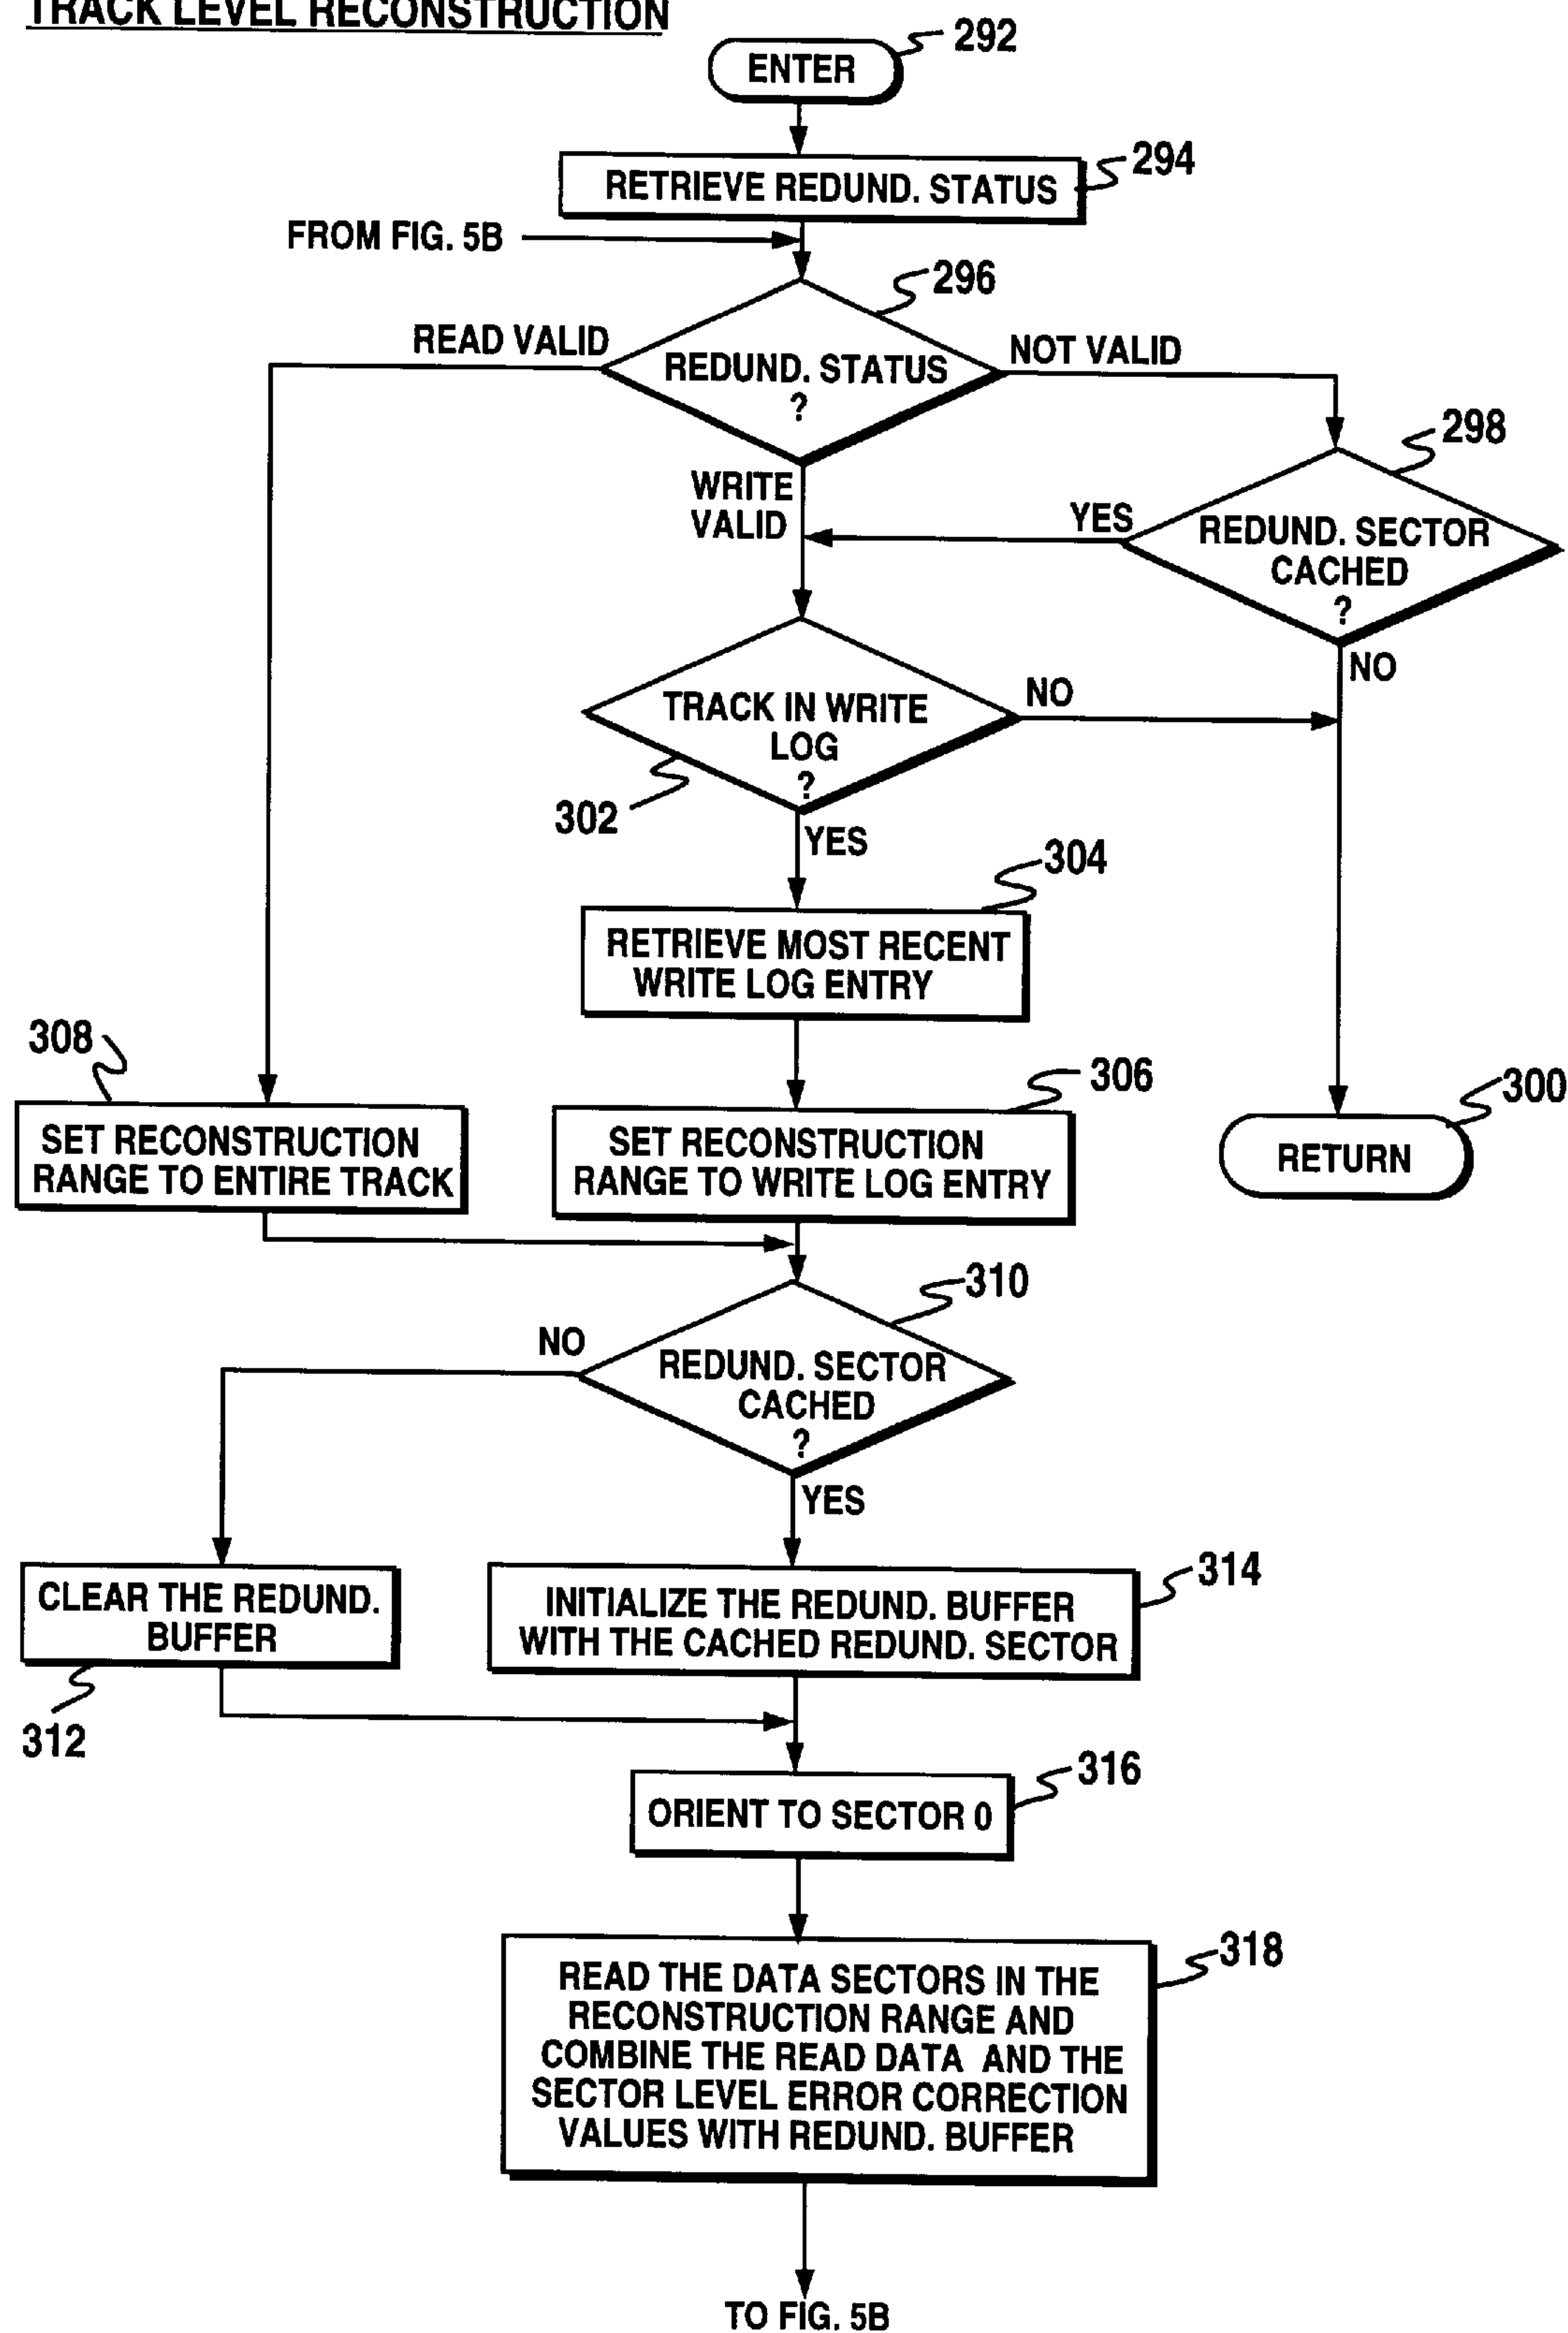 TRACK LEVEL RECONSTRUCTION
292
ENTER
294
RETRIEVE REDUND. STATUS
FROM FIG. 5B
296
READ VALID
NOT VALID
REDUND. STATUS
?
298
WRITE
VALID
YES
REDUND. SECTOR
CACHED
?
NO
TRACK IN WRITE
LOG
?
NO
302
YES
304
RETRIEVE MOST RECENT
WRITE LOG ENTRY
308
306
300
SET RECONSTRUCTION
RANGE TO ENTIRE TRACK
SET RECONSTRUCTION
RANGE TO WRITE LOG ENTRY
RETURN
310
NO
REDUND. SECTOR
CACHED
?
YES
314
CLEAR THE REDUND.
BUFFER
INITIALIZE THE REDUND. BUFFER
WITH THE CACHED REDUND. SECTOR
312
316
ORIENT TO SECTOR 0
318
READ THE DATA SECTORS IN THE
RECONSTRUCTION RANGE AND
COMBINE THE READ DATA AND THE
SECTOR LEVEL ERROR CORRECTION
VALUES WITH REDUND. BUFFER
TO FIG. 5B